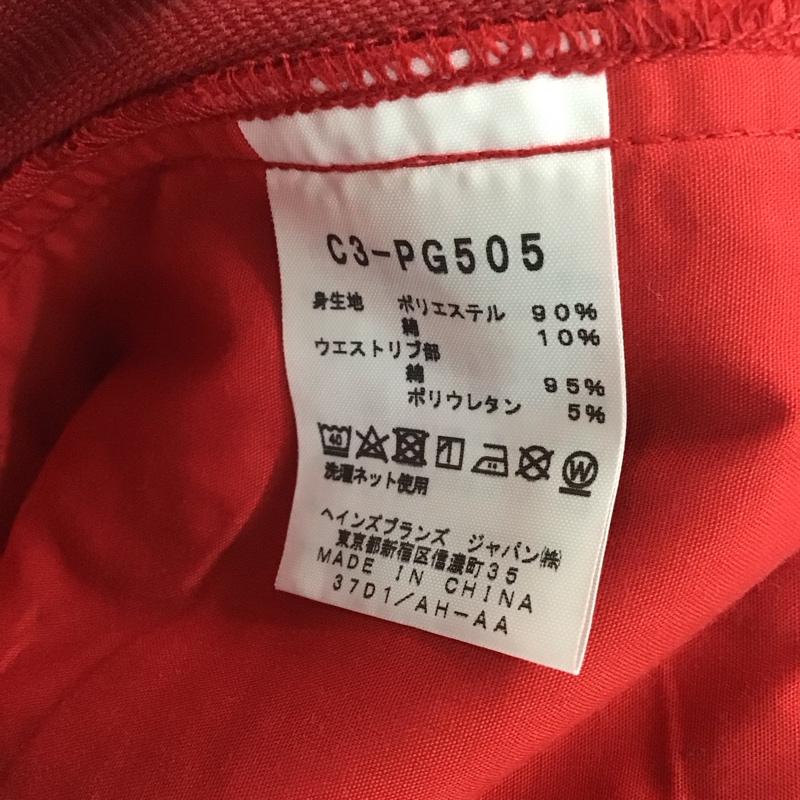 C3-PG505
身生地 ポリエステル 90%
綿 10%
ウエストリブ部
綿 95%
ポリウレタン 5%
40
W
洗濯ネット使用
ヘインズブランズ ジャパン㈱
東京都新宿区信濃町35
MADE IN CHINA
37D1/AH-AA